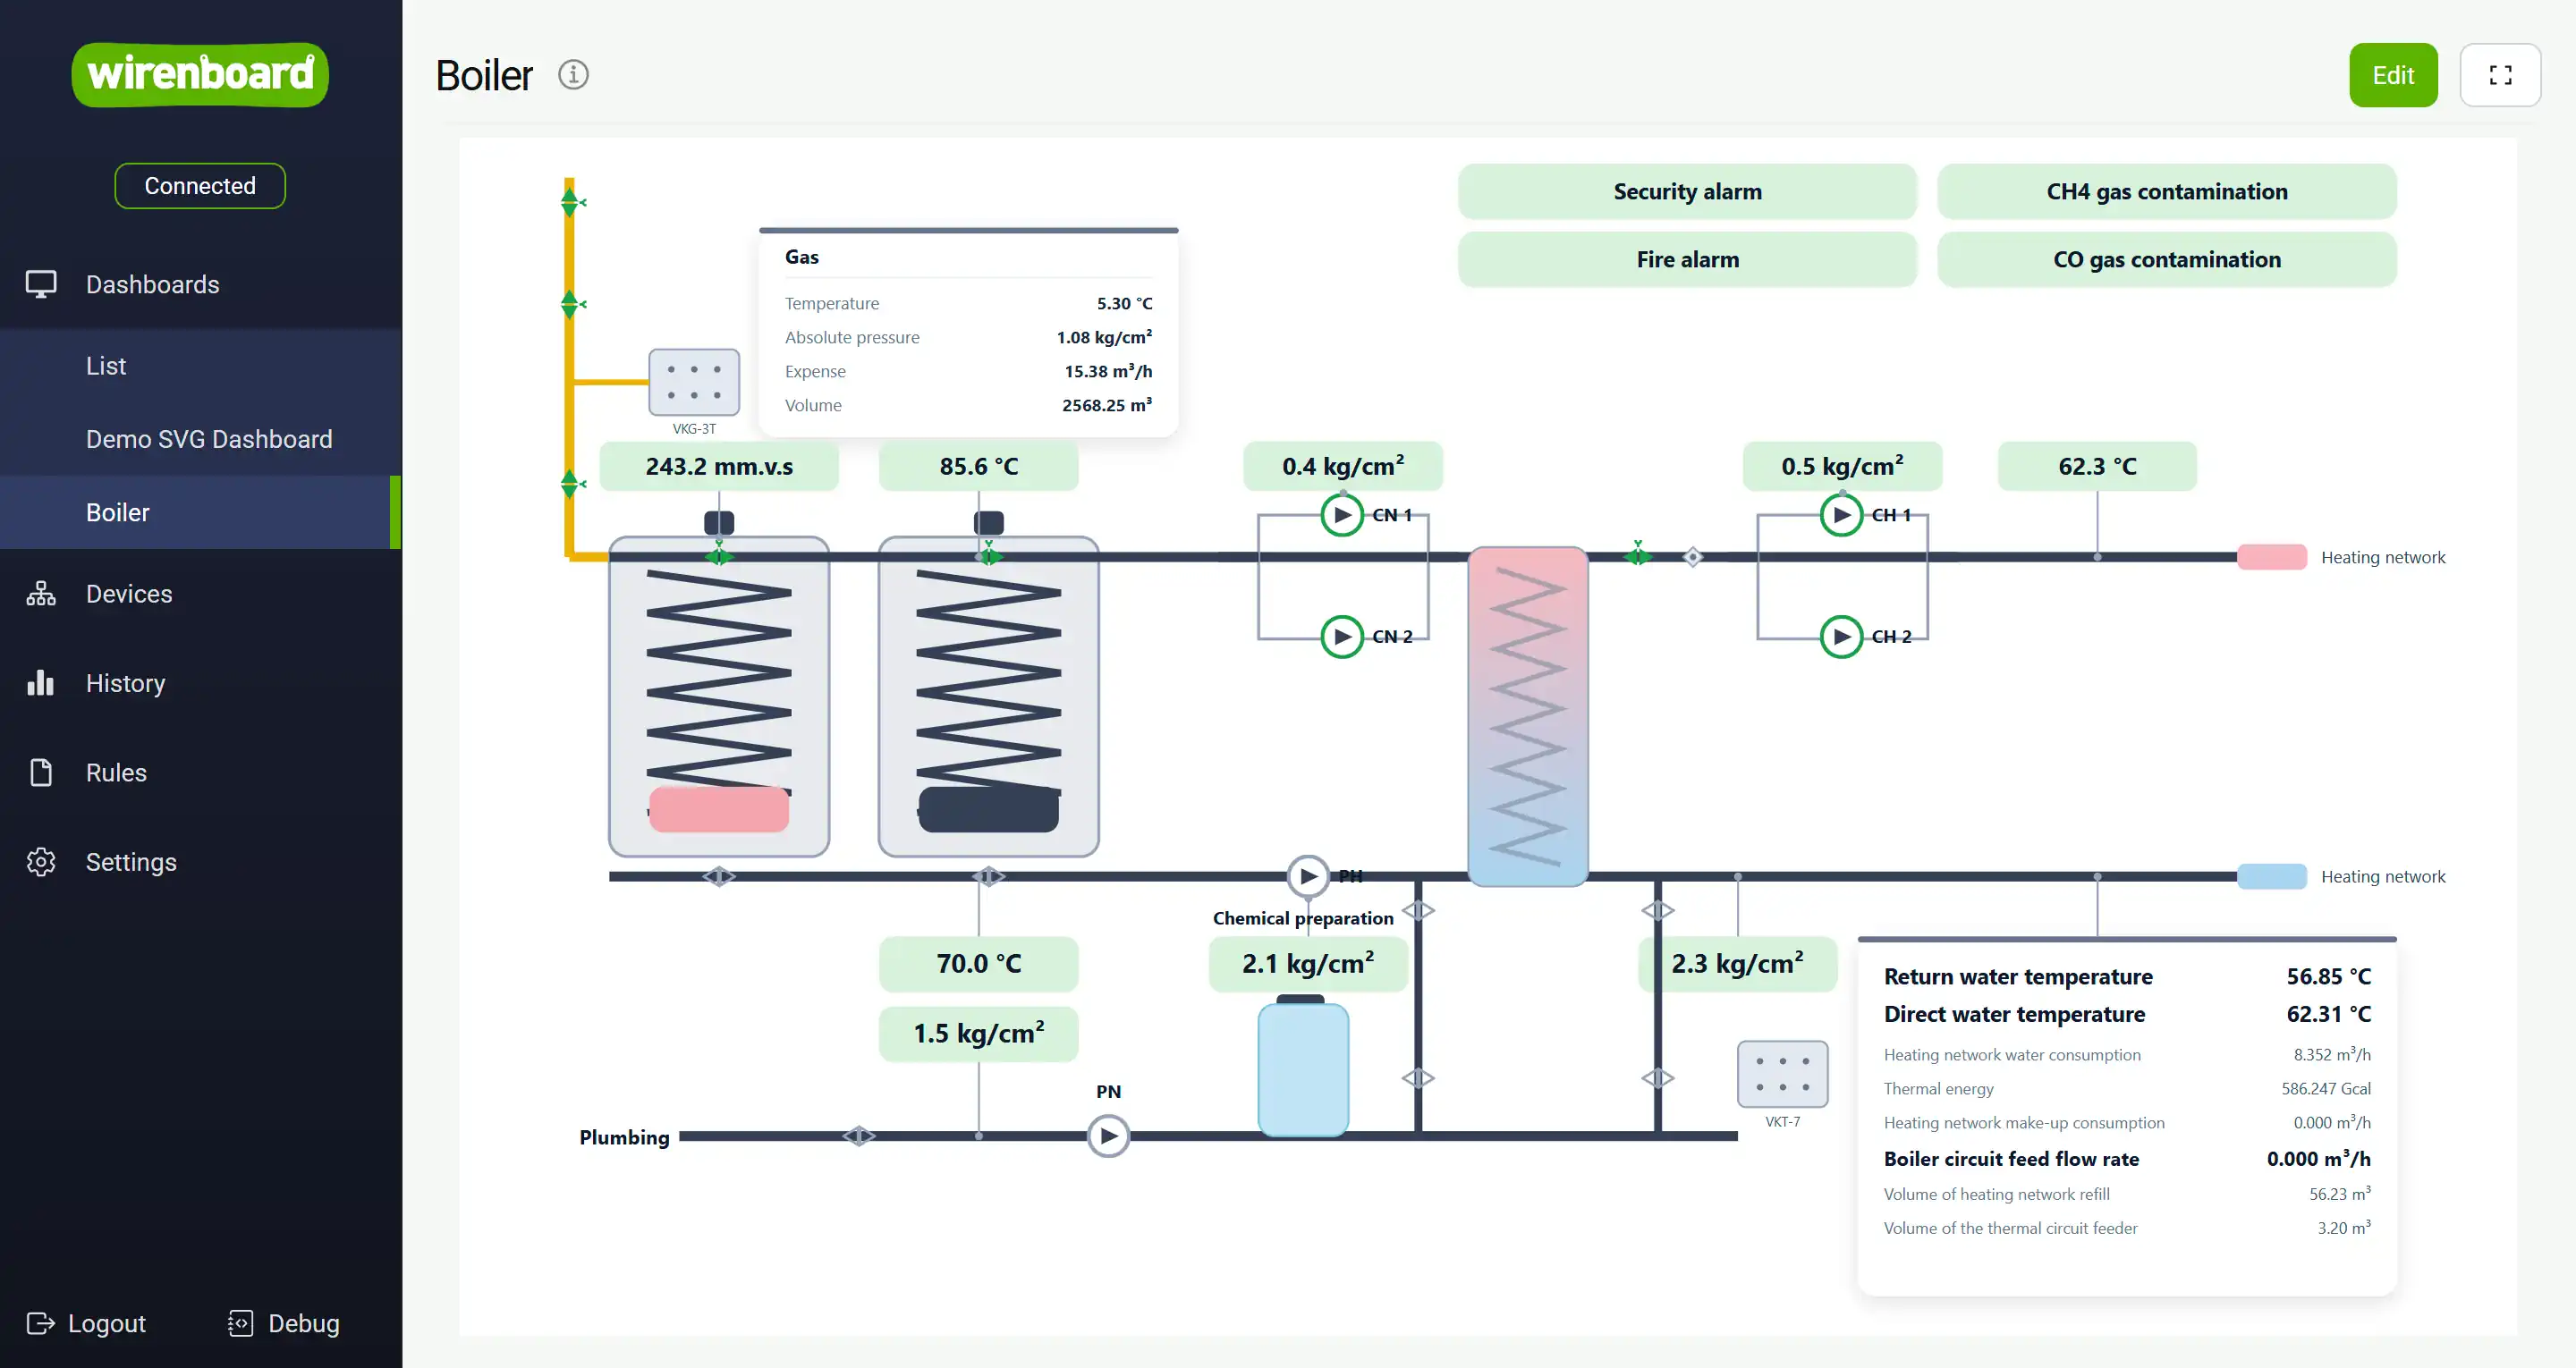 wirenboard
Connected
Dashboards
List
Demo SVG Dashboard
Boiler
Devices
History
Rules
Settings
Logout
Debug
Boiler
Edit
Security alarm
CH4 gas contamination
Fire alarm
CO gas contamination
Gas
Temperature 5.30 °C
Absolute pressure 1.08 kg/cm²
Expense 15.38 m³/h
Volume 2568.25 m³
VKG-3T
243.2 mm.v.s
85.6 °C
0.4 kg/cm²
0.5 kg/cm²
62.3 °C
CN 1
CH 1
Heating network
CN 2
CH 2
PH
Heating network
Chemical preparation
70.0 °C
2.1 kg/cm²
2.3 kg/cm²
1.5 kg/cm²
PN
Plumbing
VKT-7
Return water temperature 56.85 °C
Direct water temperature 62.31 °C
Heating network water consumption 8.352 m³/h
Thermal energy 586.247 Gcal
Heating network make-up consumption 0.000 m³/h
Boiler circuit feed flow rate 0.000 m³/h
Volume of heating network refill 56.23 m³
Volume of the thermal circuit feeder 3.20 m³